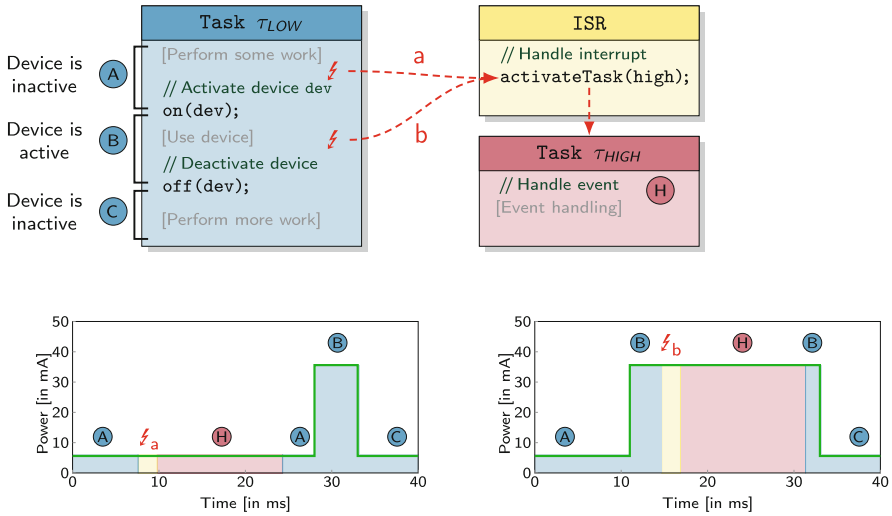 Task τLOW
[Perform some work]
// Activate device dev
on(dev);
[Use device]
// Deactivate device
off(dev);
[Perform more work]
Device is
inactive
A
Device is
active
B
Device is
inactive
C
a
b
ISR
// Handle interrupt
activateTask(high);
Task τHIGH
// Handle event
H
[Event handling]
Power [in mA]
50
40
30
20
10
0
A
a
H
A
B
C
0
10
20
30
40
Time [in ms]
Power [in mA]
50
40
30
20
10
0
A
B
b
H
B
C
0
10
20
30
40
Time [in ms]